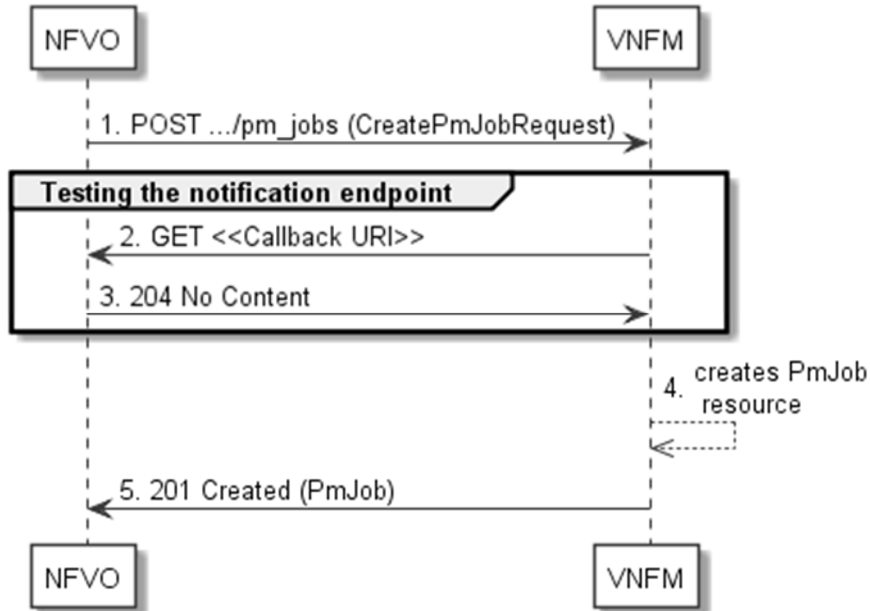 NFVO
VNFM
1. POST .../pm_jobs (CreatePmJobRequest)
Testing the notification endpoint
2. GET <<Callback URI>>
3. 204 No Content
4. creates PmJob
resource
5. 201 Created (PmJob)
NFVO
VNFM